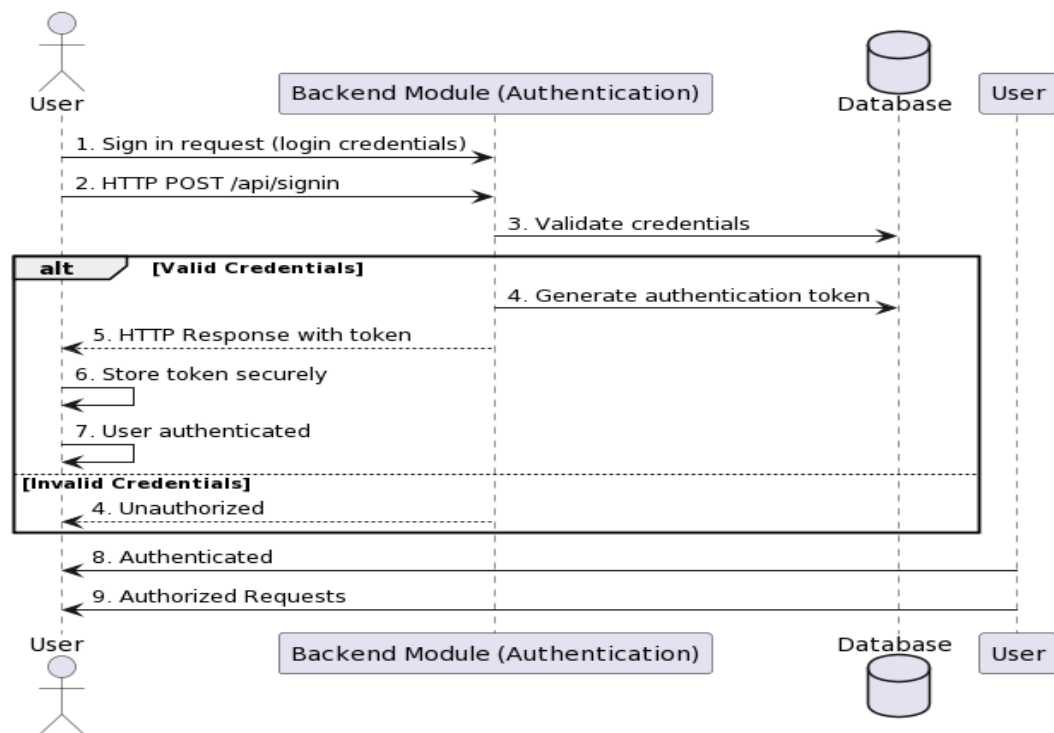 User
Backend Module (Authentication)
Database
User
1. Sign in request (login credentials)
2. HTTP POST /api/signin
3. Validate credentials
alt
[Valid Credentials]
4. Generate authentication token
5. HTTP Response with token
6. Store token securely
7. User authenticated
[Invalid Credentials]
4. Unauthorized
8. Authenticated
9. Authorized Requests
User
Backend Module (Authentication)
Database
User